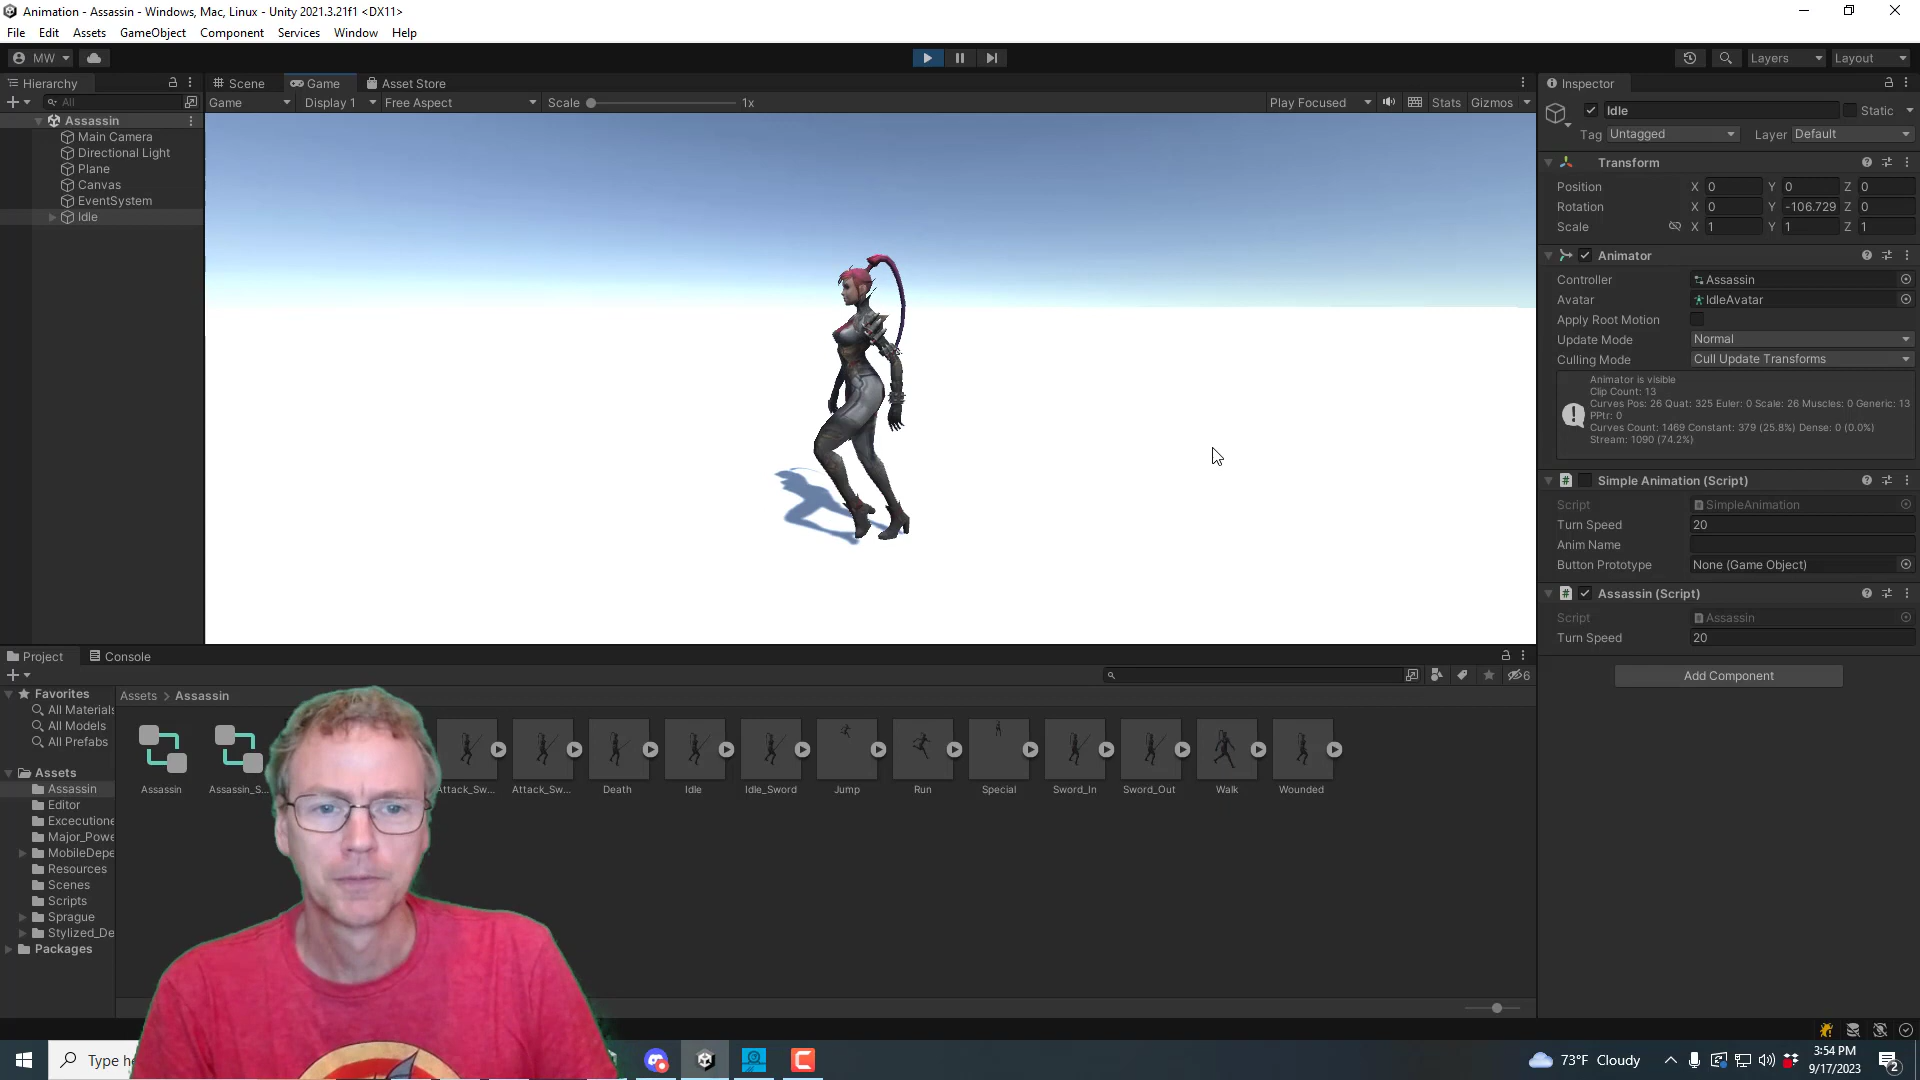 Animation - Assassin - Windows, Mac, Linux - Unity 2021.3.21f1 <DX11>
File Edit Assets GameObject Component Services Window Help
MW Layers Layout
Hierarchy
All
Assassin
Main Camera
Directional Light
Plane
Canvas
EventSystem
Idle
Scene Game Asset Store
Game Display 1 Free Aspect Scale 1x Play Focused Stats Gizmos
Inspector
Idle Static
Tag Untagged Layer Default
Transform
Position X 0 Y 0 Z 0
Rotation X 0 Y -106.729 Z 0
Scale X 1 Y 1 Z 1
Animator
Controller Assassin
Avatar IdleAvatar
Apply Root Motion
Update Mode Normal
Culling Mode Cull Update Transforms
Animator is visible
Clip Count: 13
Curves Pos: 26 Quat: 325 Euler: 0 Scale: 26 Muscles: 0 Generic: 13
PPtr: 0
Curves Count: 1469 Constant: 379 (25.8%) Dense: 0 (0.0%)
Stream: 1090 (74.2%)
Simple Animation (Script)
Script SimpleAnimation
Turn Speed 20
Anim Name
Button Prototype None (Game Object)
Assassin (Script)
Script Assassin
Turn Speed 20
Add Component
Project Console
6
Favorites
All Materials
All Models
All Prefabs
Assets
Assassin
Editor
Excecutione
Major_Powe
MobileDepe
Resources
Scenes
Scripts
Sprague
Stylized_De
Packages
Assets > Assassin
Assassin Assassin_S... Attack_Sw... Attack_Sw... Death Idle Idle_Sword Jump Run Special Sword_In Sword_Out Walk Wounded
Type he
73°F Cloudy
3:54 PM
9/17/2023
2